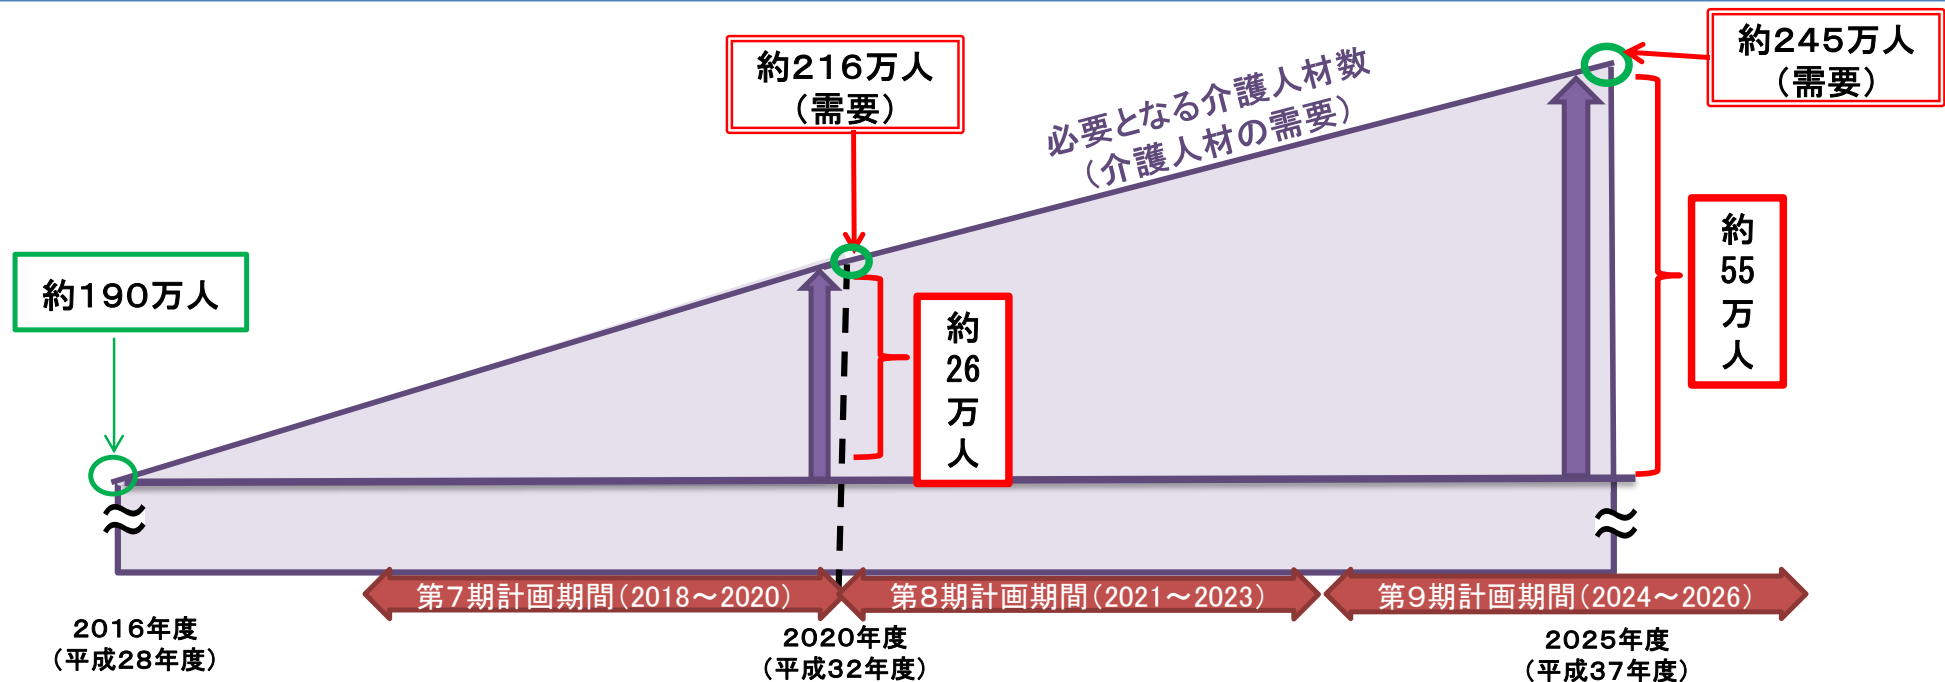 約245万人
（需要）
約216万人
（需要）
必要となる介護人材数
（介護人材の需要）
約190万人
約
26
万
人
約
55
万
人
第７期計画期間（2018～2020）
第８期計画期間（2021～2023）
第９期計画期間（2024～2026）
2016年度
（平成28年度）
2020年度
（平成32年度）
2025年度
（平成37年度）